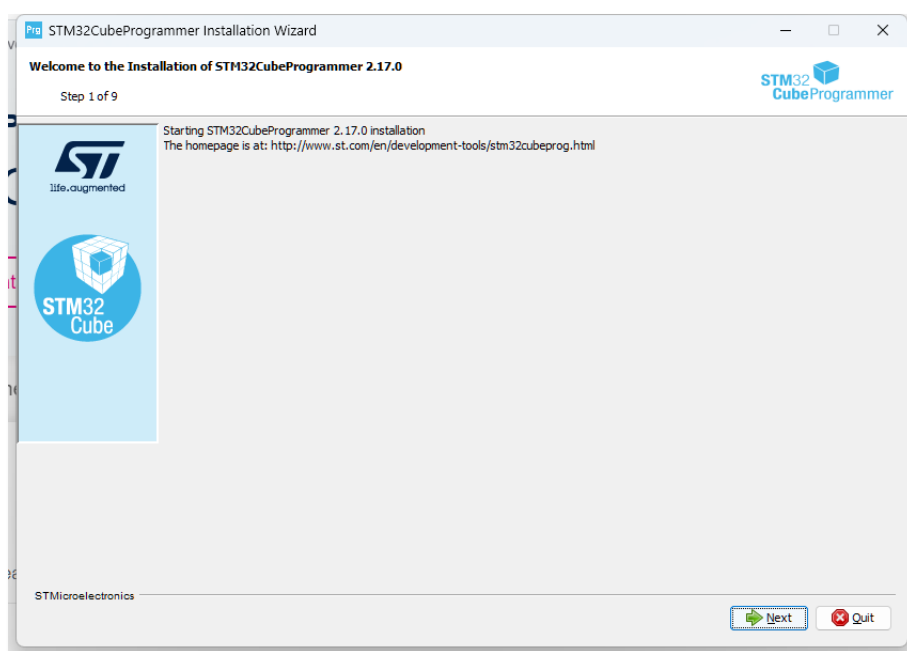 Prg STM32CubeProgrammer Installation Wizard
Welcome to the Installation of STM32CubeProgrammer 2.17.0
Step 1 of 9
STM32
CubeProgrammer
Starting STM32CubeProgrammer 2.17.0 installation
The homepage is at: http://www.st.com/en/development-tools/stm32cubeprog.html
ST
life.augmented
STM32
Cube
STMicroelectronics
Next
Quit